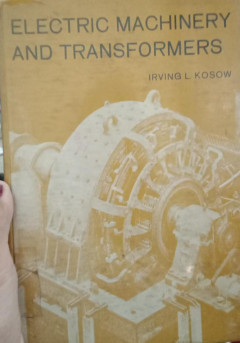 ELECTRIC MACHINERY
AND TRANSFORMERS
IRVING L. KOSOW